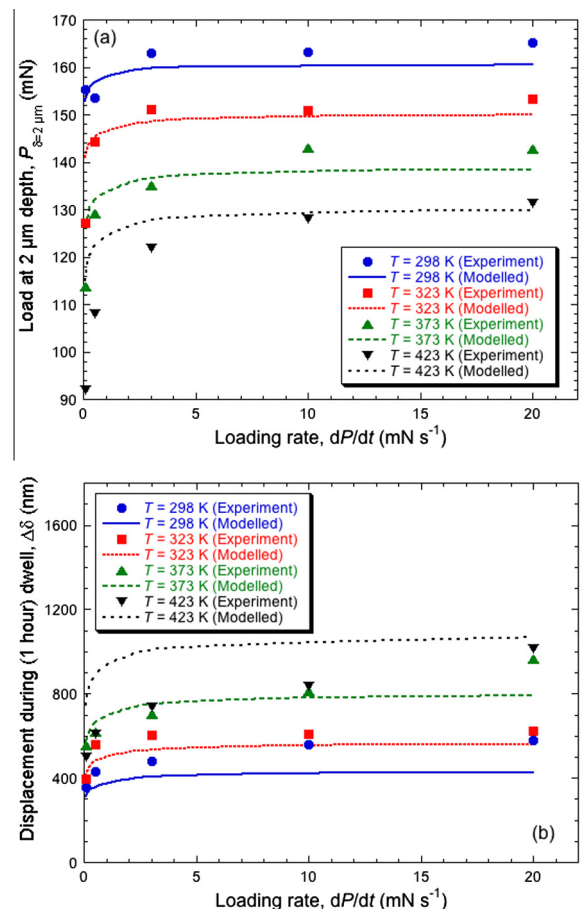 (a)
170
160
150
140
130
120
110
100
90
Load at 2 µm depth, P δ=2 µm (mN)
T = 298 K (Experiment)
T = 298 K (Modelled)
T = 323 K (Experiment)
T = 323 K (Modelled)
T = 373 K (Experiment)
T = 373 K (Modelled)
T = 423 K (Experiment)
T = 423 K (Modelled)
0 5 10 15 20
Loading rate, dP/dt (mN s⁻¹)
1800
1400
1000
800
400
0
Displacement during (1 hour) dwell, Δδ (nm)
T = 298 K (Experiment)
T = 298 K (Modelled)
T = 323 K (Experiment)
T = 323 K (Modelled)
T = 373 K (Experiment)
T = 373 K (Modelled)
T = 423 K (Experiment)
T = 423 K (Modelled)
(b)
0 5 10 15 20
Loading rate, dP/dt (mN s⁻¹)